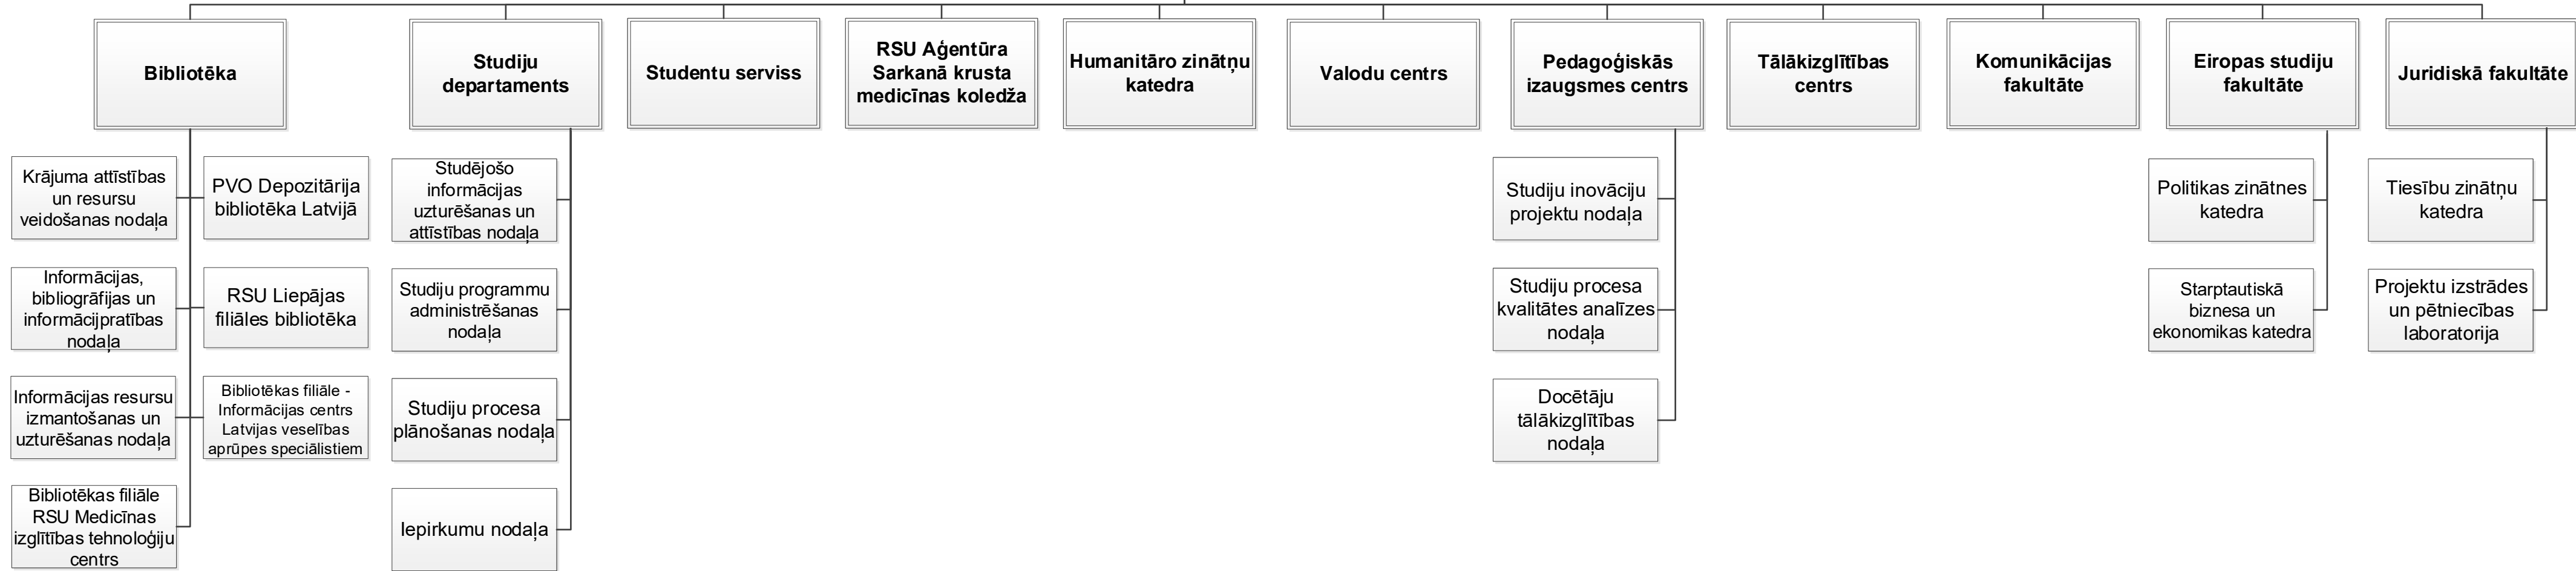 Bibliotēka
Studiju
departaments
Studentu serviss
RSU Aģentūra
Sarkanā krusta
medicīnas koledža
Humanitāro zinātņu
katedra
Valodu centrs
Pedagoģiskās
izaugsmes centrs
Tālākizglītības
centrs
Komunikācijas
fakultāte
Eiropas studiju
fakultāte
Juridiskā fakultāte
Krājuma attīstības
un resursu
veidošanas nodaļa
PVO Depozitārija
bibliotēka Latvijā
Informācijas,
bibliogrāfijas un
informācijpratības
nodaļa
RSU Liepājas
filiāles bibliotēka
Informācijas resursu
izmantošanas un
uzturēšanas nodaļa
Bibliotēkas filiāle -
Informācijas centrs
Latvijas veselības
aprūpes speciālistiem
Bibliotēkas filiāle
RSU Medicīnas
izglītības tehnoloģiju
centrs
Studējošo
informācijas
uzturēšanas un
attīstības nodaļa
Studiju programmu
administrēšanas
nodaļa
Studiju procesa
plānošanas nodaļa
Iepirkumu nodaļa
Studiju inovāciju
projektu nodaļa
Studiju procesa
kvalitātes analīzes
nodaļa
Docētāju
tālākizglītības
nodaļa
Politikas zinātnes
katedra
Starptautiskā
biznesa un
ekonomikas katedra
Tiesību zinātņu
katedra
Projektu izstrādes
un pētniecības
laboratorija